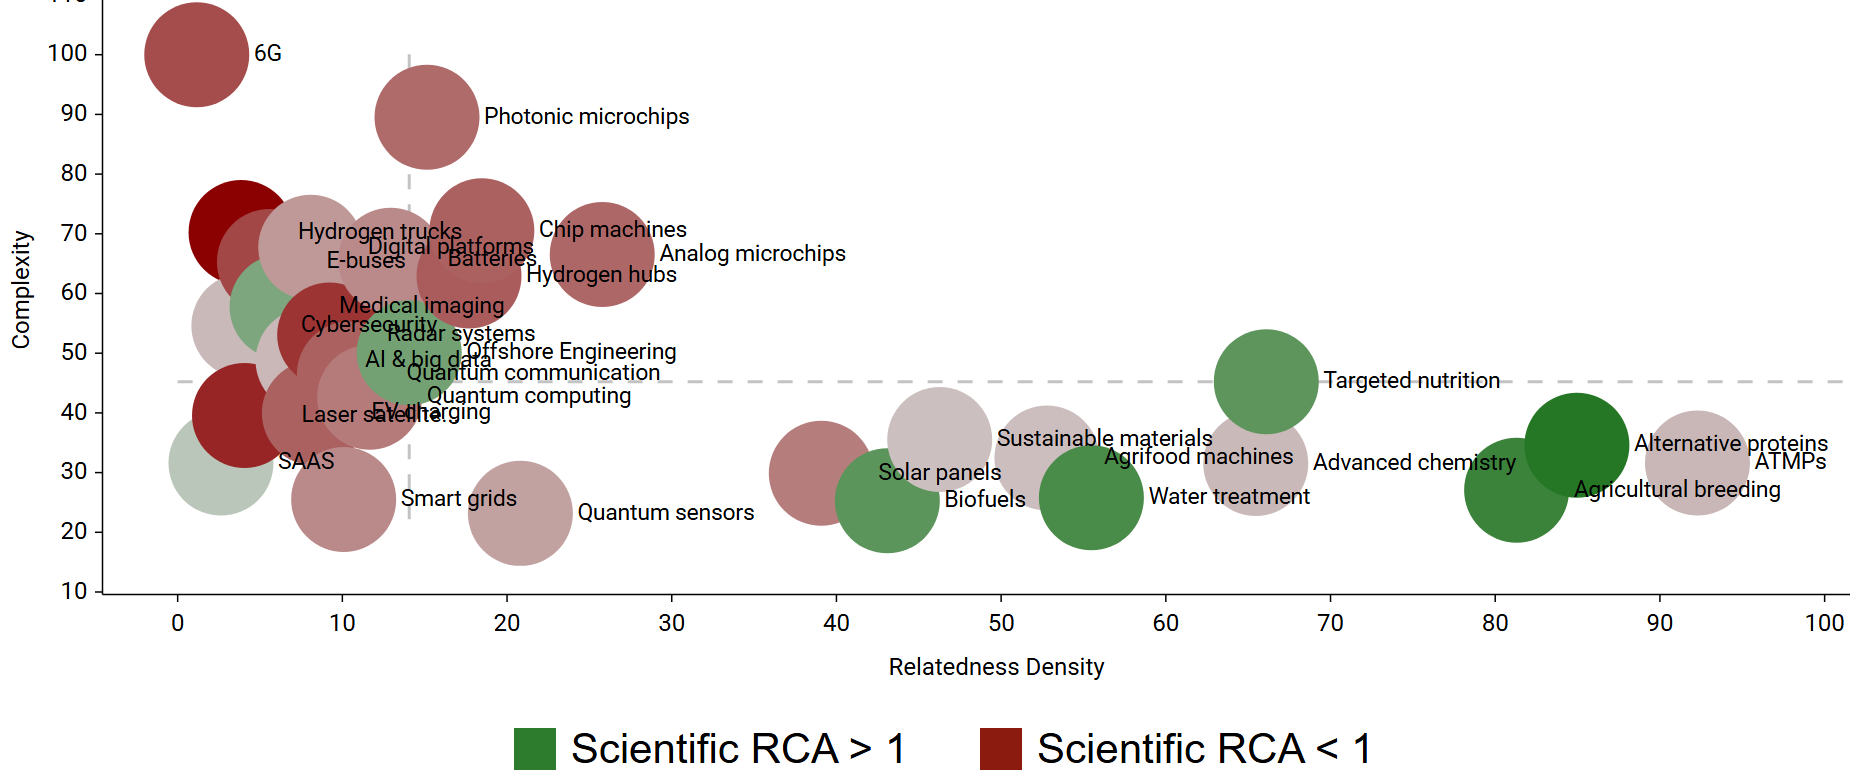 100
6G
90
Photonic microchips
80
70
Hydrogen trucks
Chip machines
Digital platforms
Analog microchips
E-buses
Batteries
Hydrogen hubs
60
Medical imaging
Cybersecurity
Radar systems
50
Offshore Engineering
AI & big data
Quantum communication
Targeted nutrition
Quantum computing
40
Laser satellite...
EV charging
Sustainable materials
Alternative proteins
Agrifood machines
SAAS
Advanced chemistry
ATMPs
30
Solar panels
Agricultural breeding
Smart grids
Biofuels
Water treatment
Quantum sensors
20
10
Complexity
0 10 20 30 40 50 60 70 80 90 100
Relatedness Density
Scientific RCA > 1
Scientific RCA < 1